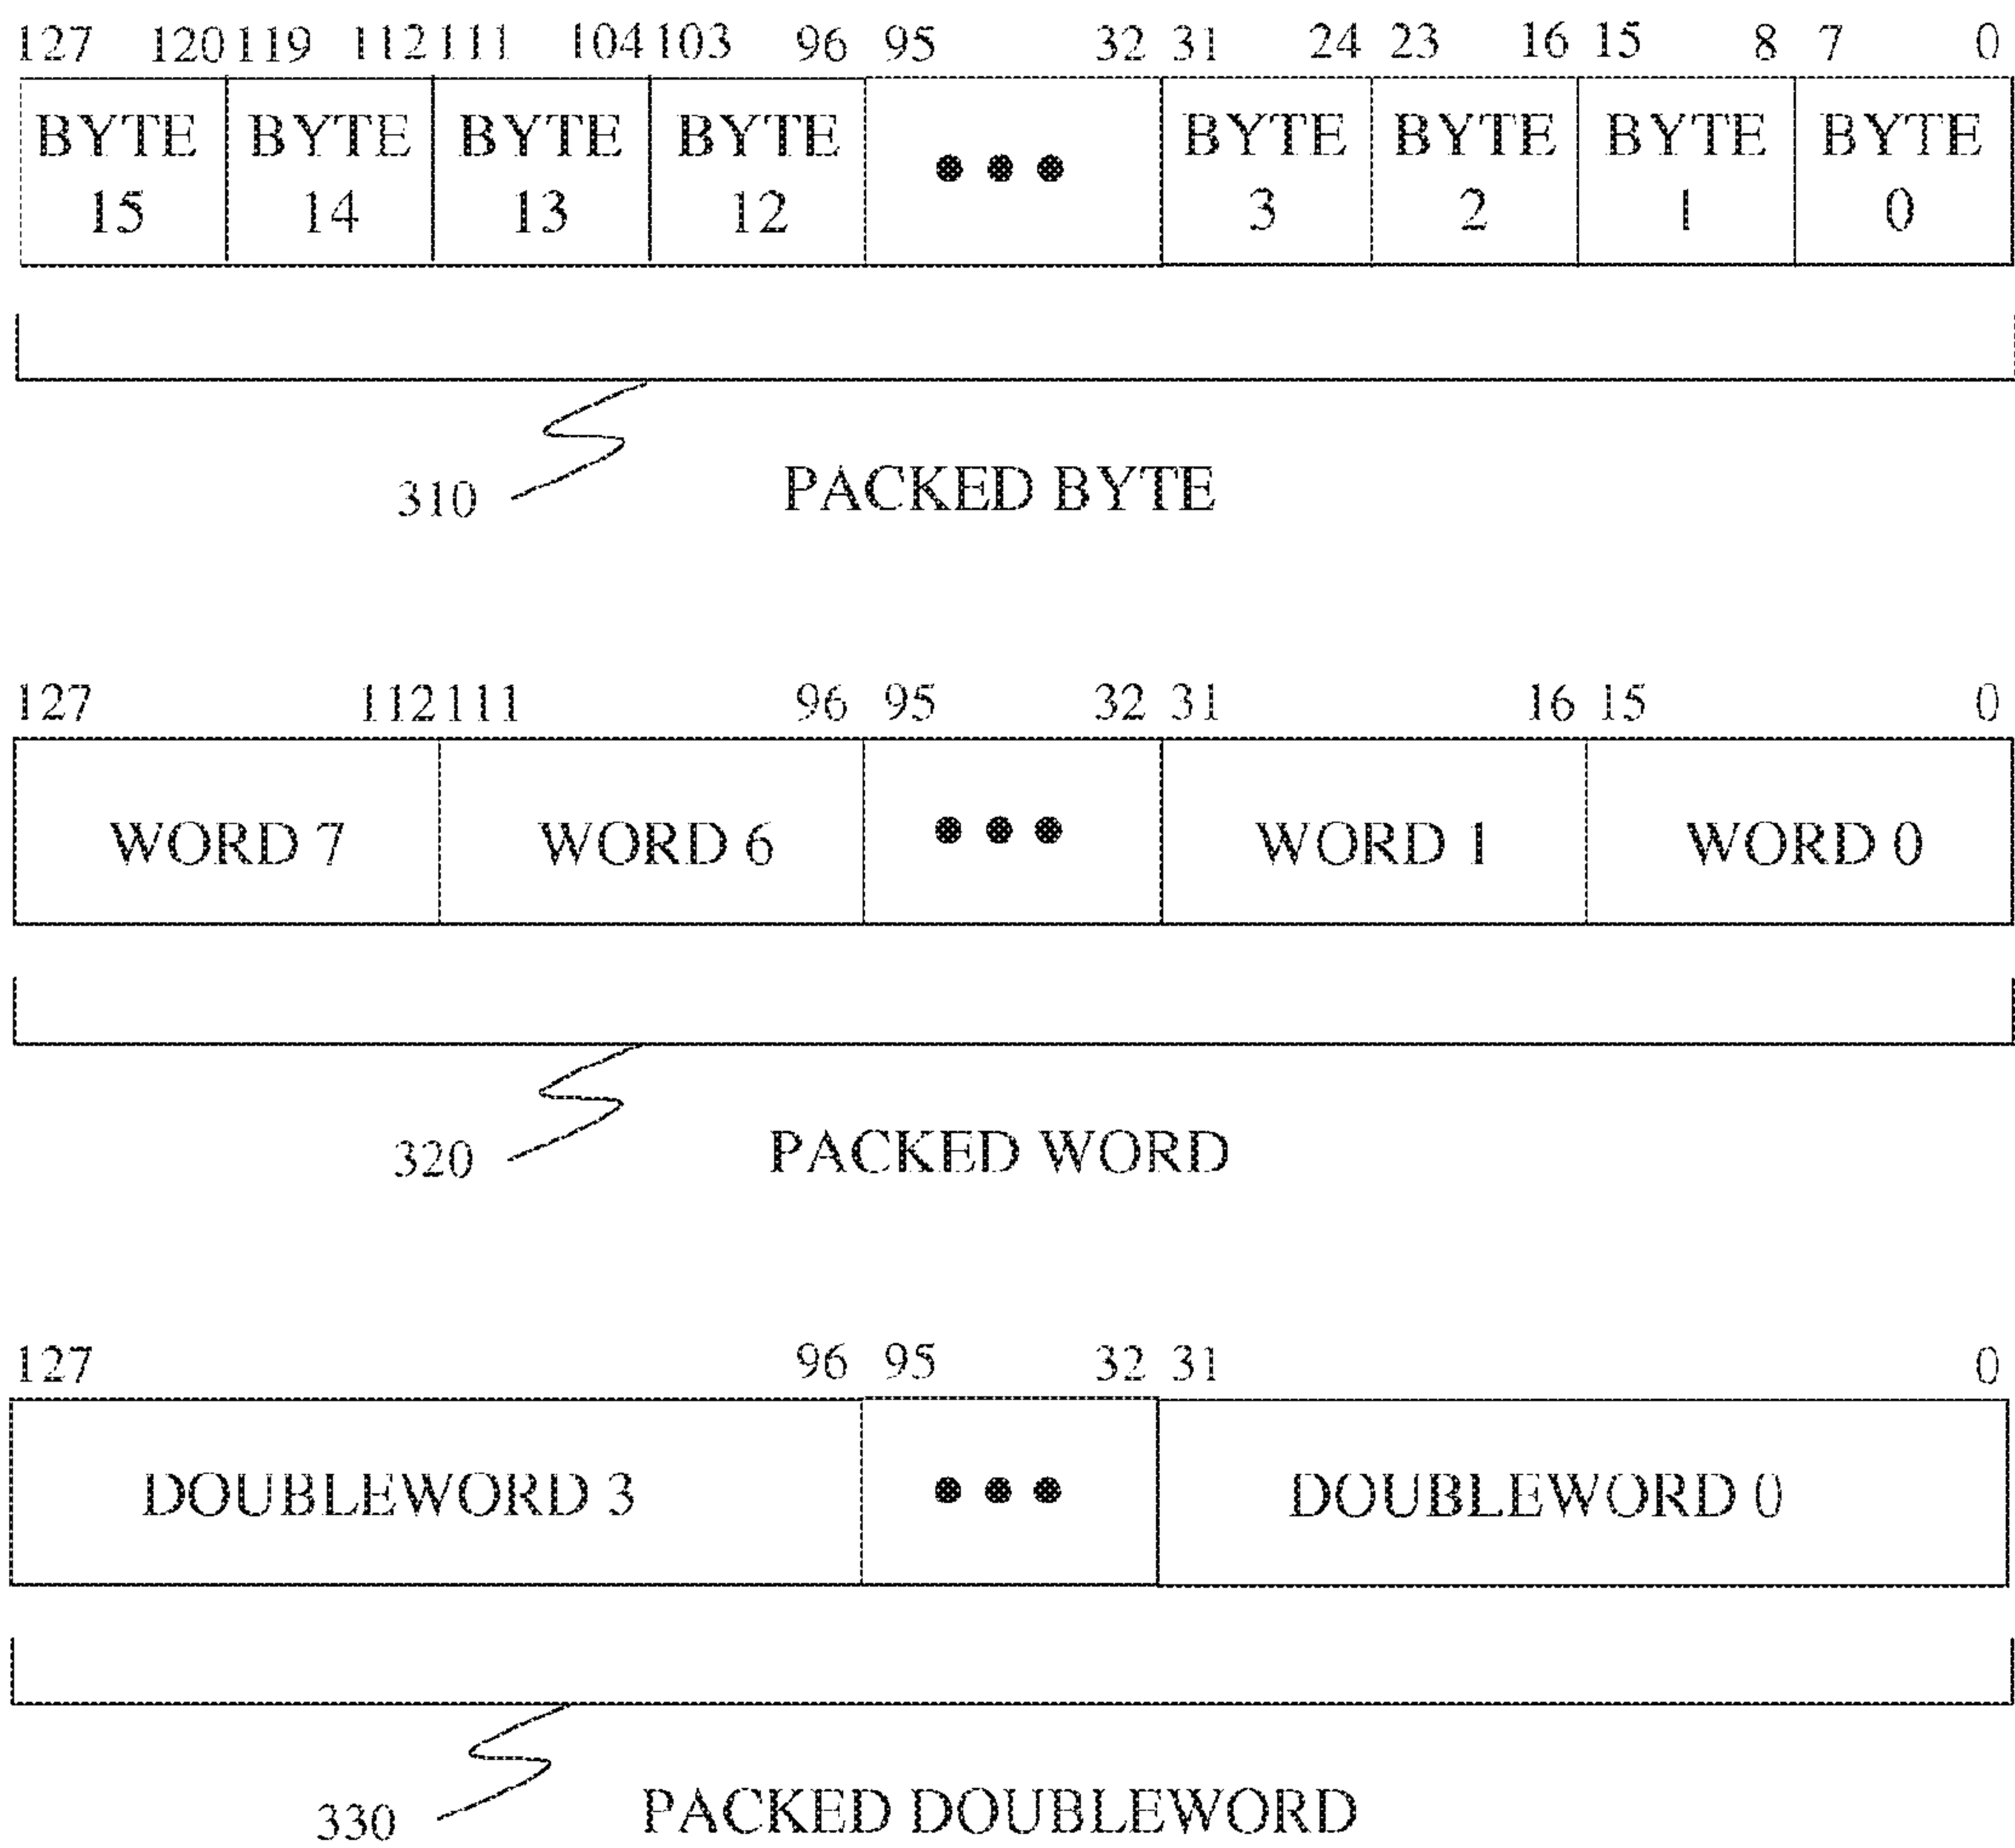 127 120 119 112 111 104 103 96 95 32 31 24 23 16 15 8 7 0
BYTE BYTE BYTE BYTE BYTE BYTE BYTE BYTE
15 14 13 12 3 2 1 0
310 PACKED BYTE
127 112 111 96 95 32 31 16 15 0
WORD 7 WORD 6 WORD 1 WORD 0
320 PACKED WORD
127 96 95 32 31 0
DOUBLEWORD 3 DOUBLEWORD 0
330 PACKED DOUBLEWORD